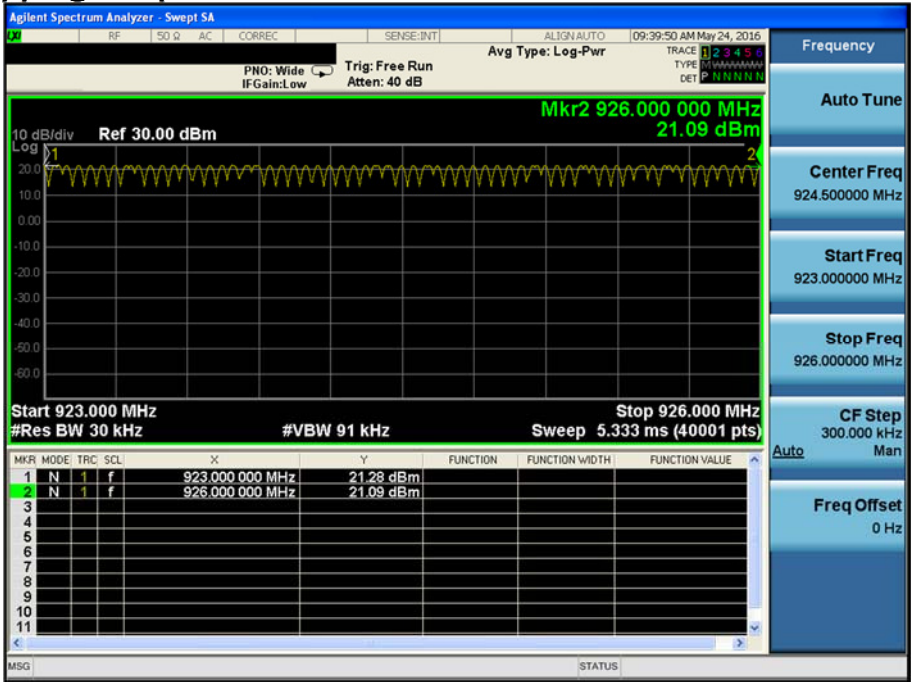 Agilent Spectrum Analyzer - Swept SA
LXI RF 50 Ω AC CORREC SENSE:INT ALIGN AUTO 09:39:50 AM May 24, 2016
Avg Type: Log-Pwr
TRACE 1 2 3 4 5 6
TYPE M W W W W W
DET P N N N N N
PNO: Wide
IFGain:Low
Trig: Free Run
Atten: 40 dB
Mkr2 926.000 000 MHz
21.09 dBm
10 dB/div Ref 30.00 dBm
Log
1
2
20.0
10.0
0.00
-10.0
-20.0
-30.0
-40.0
-50.0
-60.0
Start 923.000 MHz Stop 926.000 MHz
#Res BW 30 kHz #VBW 91 kHz Sweep 5.333 ms (40001 pts)
MKR MODE TRC SCL X Y FUNCTION FUNCTION WIDTH FUNCTION VALUE
1 N 1 f 923.000 000 MHz 21.28 dBm
2 N 1 f 926.000 000 MHz 21.09 dBm
3
4
5
6
7
8
9
10
11
MSG STATUS
Frequency
Auto Tune
Center Freq
924.500000 MHz
Start Freq
923.000000 MHz
Stop Freq
926.000000 MHz
CF Step
300.000 kHz
Auto Man
Freq Offset
0 Hz